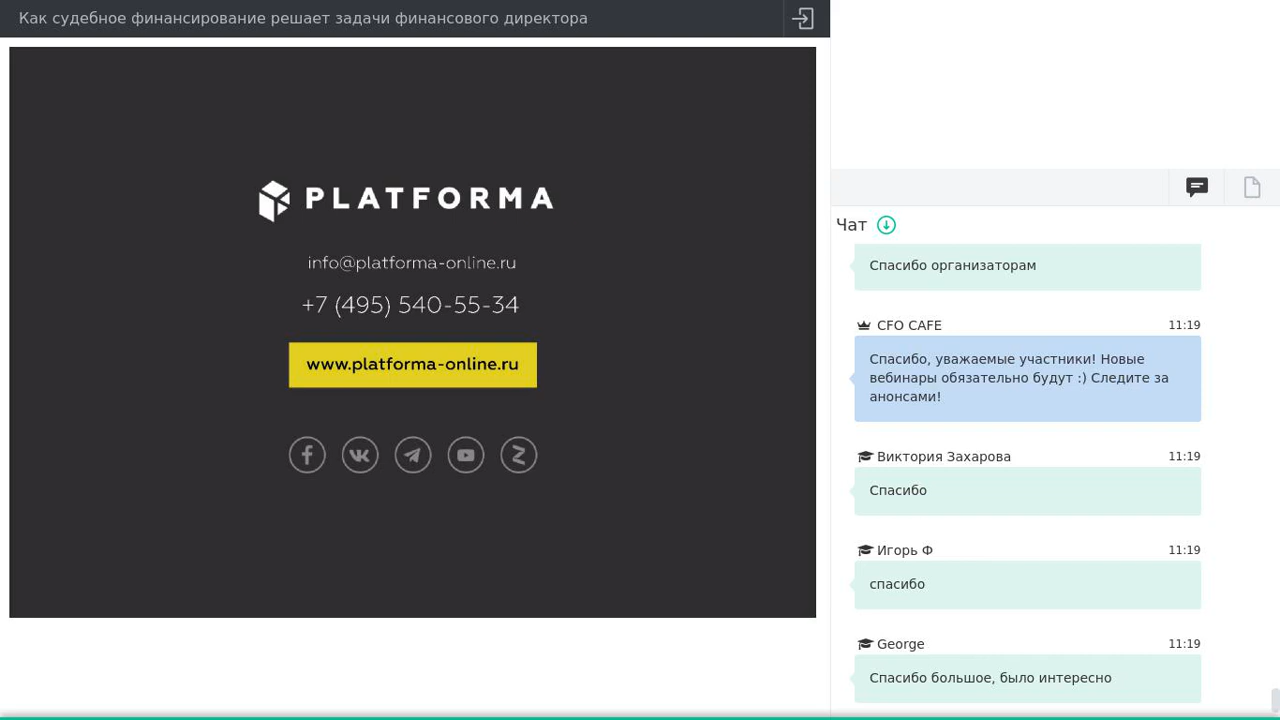 Как судебное финансирование решает задачи финансового директора
PLATFORMA
info@platforma-online.ru
+7 (495) 540-55-34
www.platforma-online.ru
Чат
Спасибо организаторам
CFO CAFE 11:19
Спасибо, уважаемые участники! Новые
вебинары обязательно будут :) Следите за
анонсами!
Виктория Захарова 11:19
Спасибо
Игорь Ф 11:19
спасибо
George 11:19
Спасибо большое, было интересно